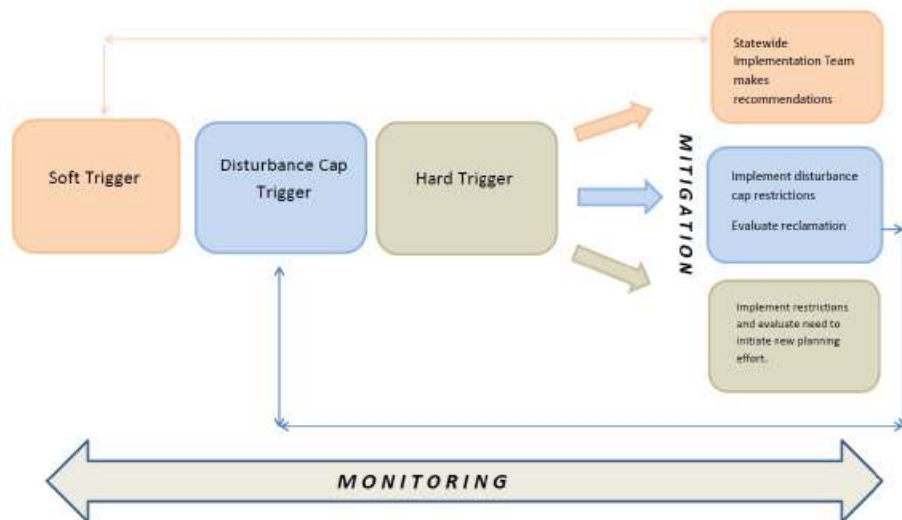 Statewide
Implementation Team
makes
recommendations
Soft Trigger
Disturbance Cap
Trigger
Hard Trigger
MITIGATION
Implement disturbance
cap restrictions
Evaluate reclamation
Implement restrictions
and evaluate need to
initiate new planning
effort.
MONITORING